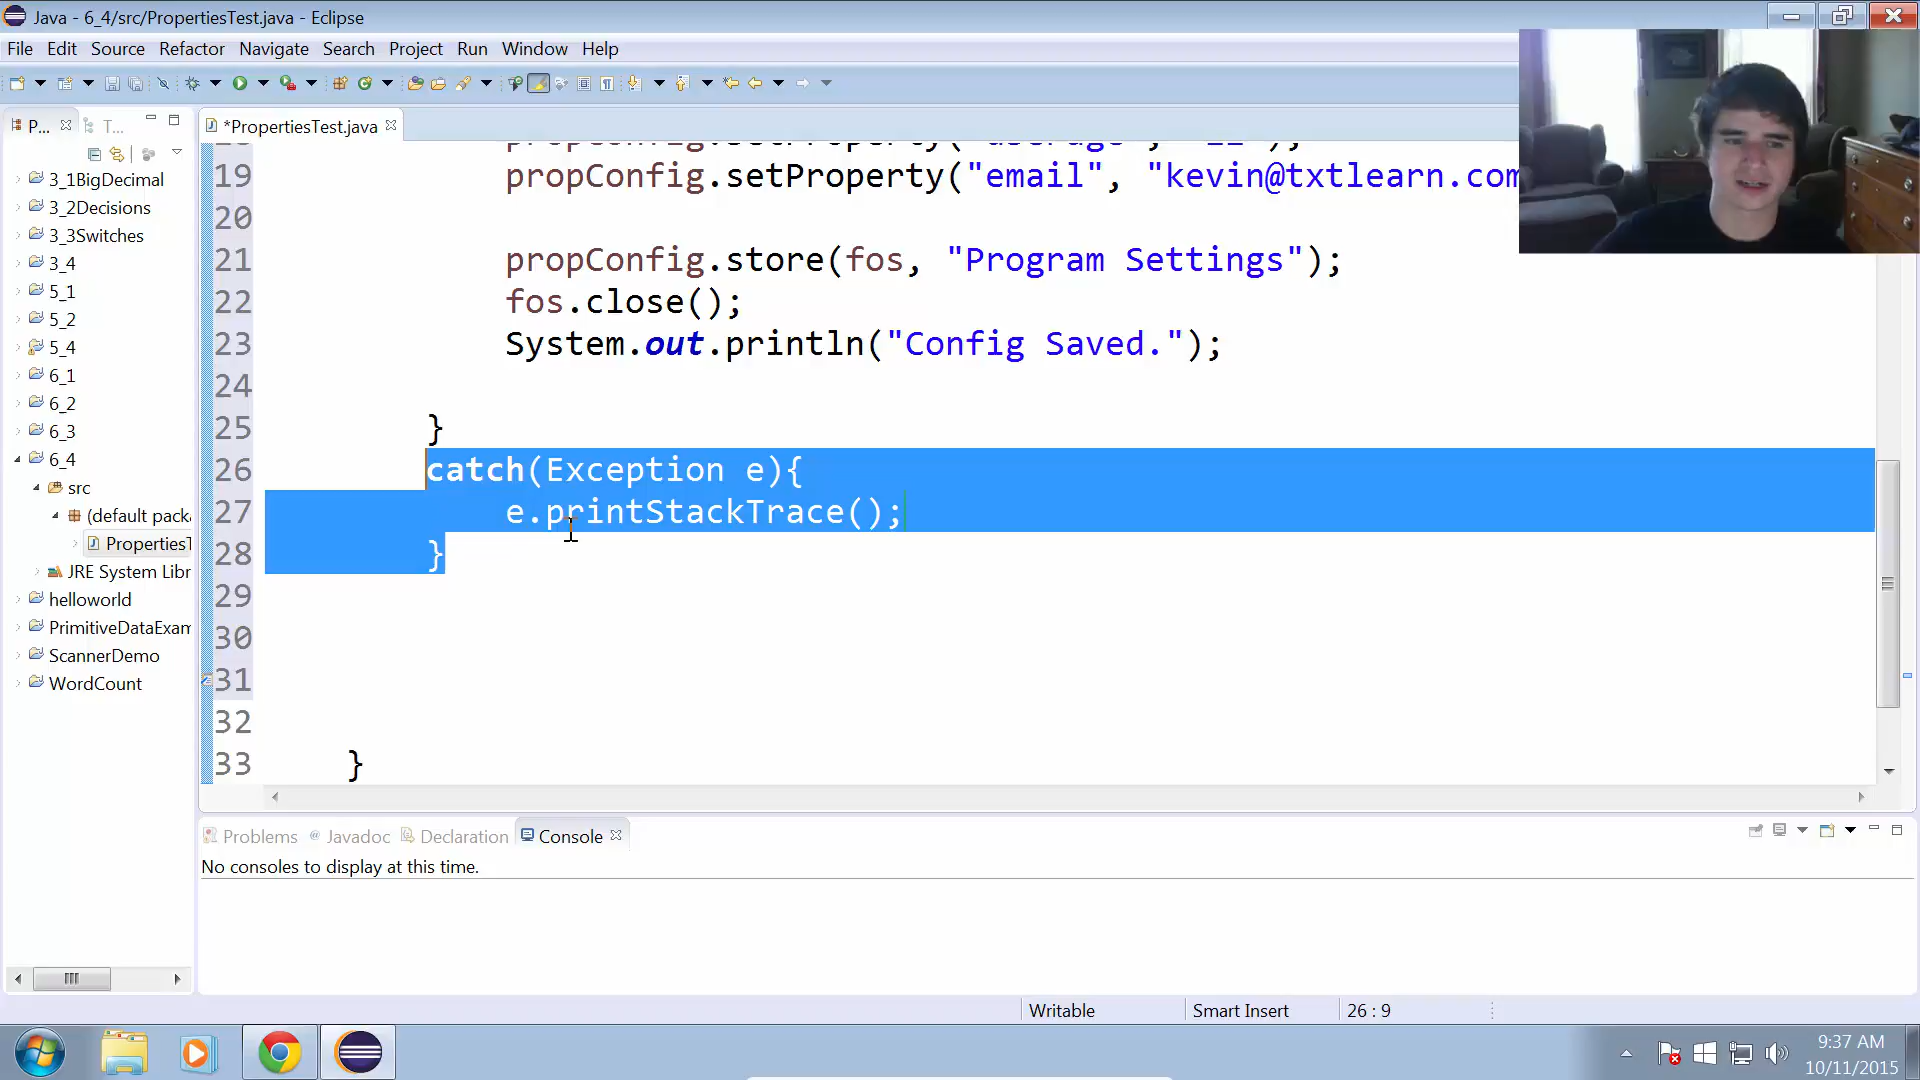 Java - 6_4/src/PropertiesTest.java - Eclipse
File Edit Source Refactor Navigate Search Project Run Window Help
P... T... *PropertiesTest.java
3_1BigDecimal
3_2Decisions
3_3Switches
3_4
5_1
5_2
5_4
6_1
6_2
6_3
6_4
src
(default pack
PropertiesT
JRE System Libr
helloworld
PrimitiveDataExam
ScannerDemo
WordCount
19 propConfig.setProperty("email", "kevin@txtlearn.com
20
21 propConfig.store(fos, "Program Settings");
22 fos.close();
23 System.out.println("Config Saved.");
24
25 }
26 catch(Exception e){
27 e.printStackTrace();
28 }
29
30
31
32
33 }
Problems @ Javadoc Declaration Console
No consoles to display at this time.
Writable Smart Insert 26 : 9
9:37 AM
10/11/2015